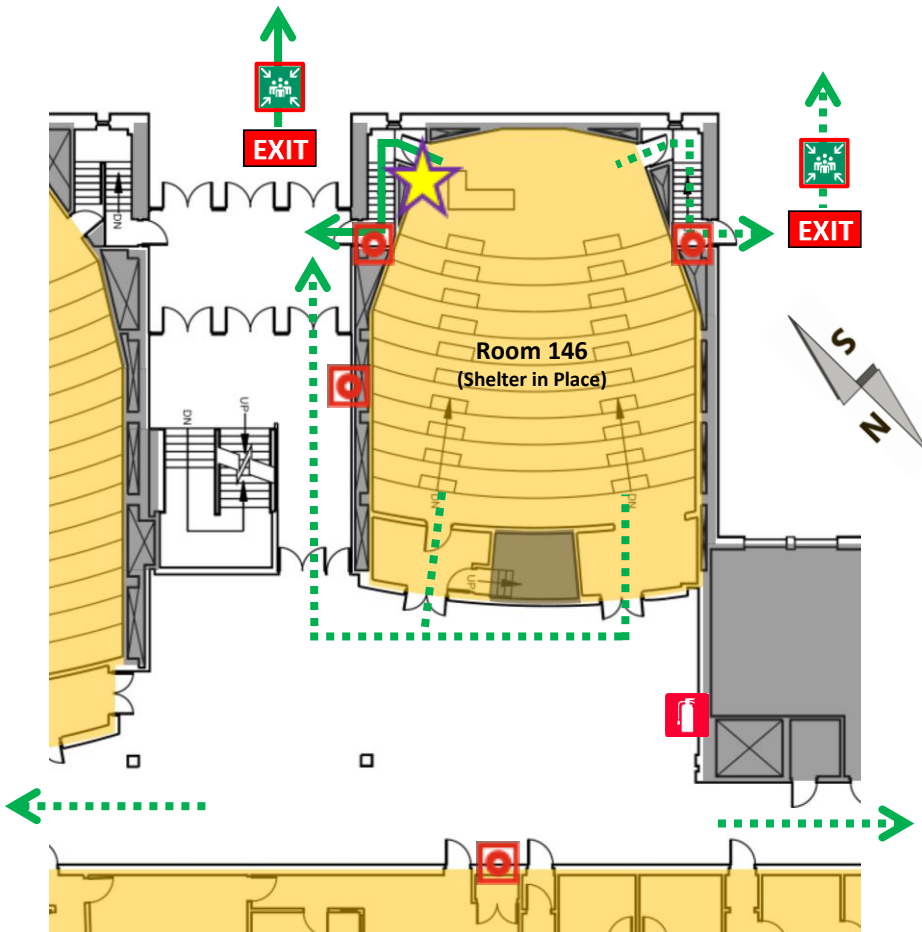 EXIT
EXIT
DN
S
N
UP
DN
Room 146
(Shelter in Place)
DN
DN
UP